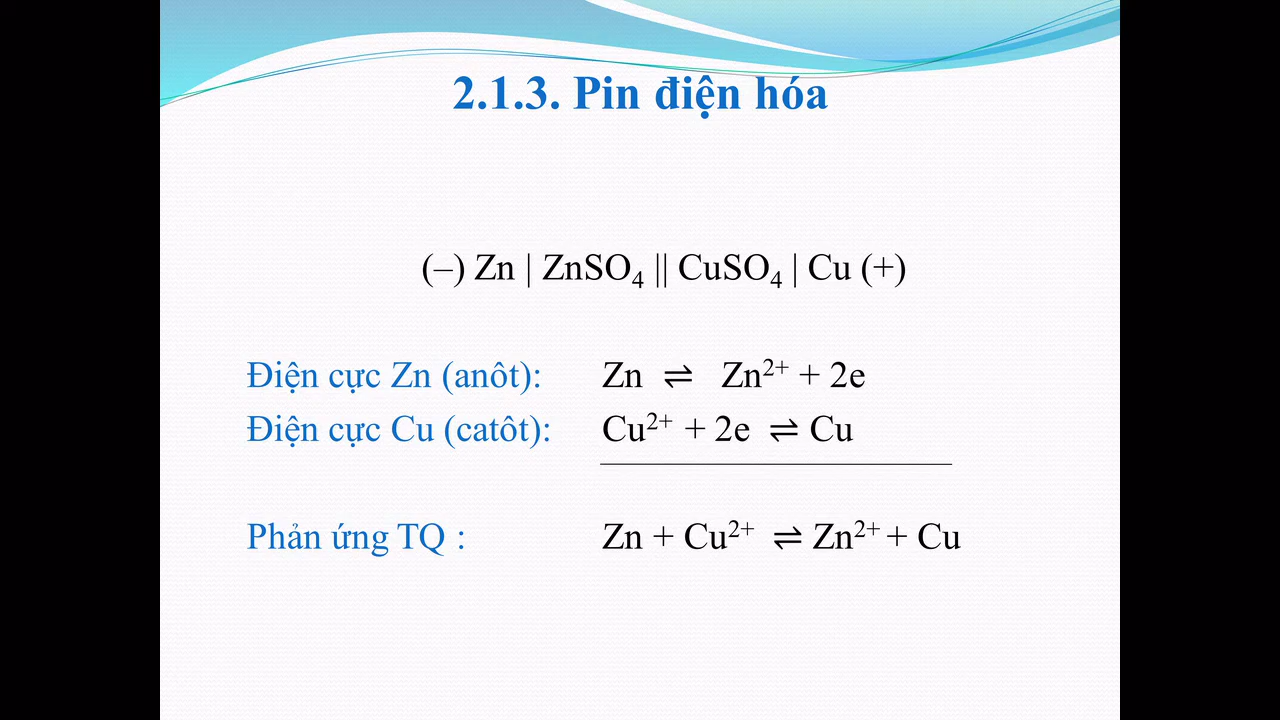 2.1.3. Pin điện hóa
(–) Zn | ZnSO₄ || CuSO₄ | Cu (+)
Điện cực Zn (anôt): Zn ⇌ Zn²⁺ + 2e
Điện cực Cu (catôt): Cu²⁺ + 2e ⇌ Cu
Phản ứng TQ : Zn + Cu²⁺ ⇌ Zn²⁺ + Cu